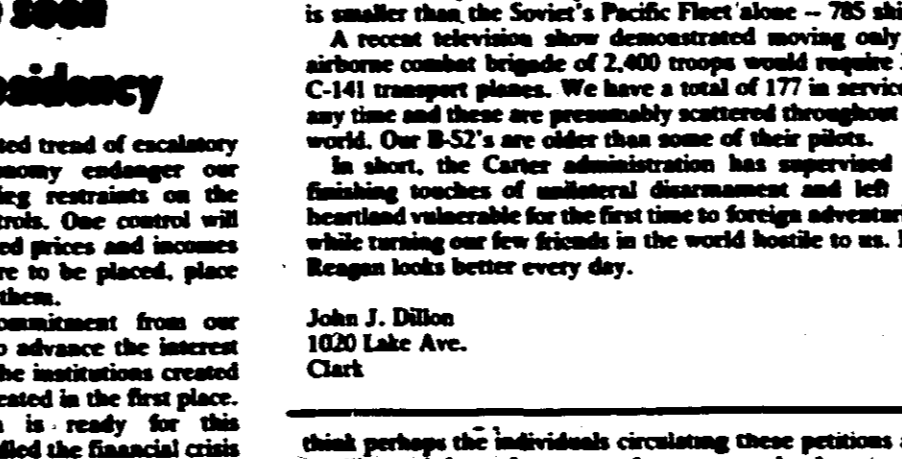 soon
sidency
ted trend of escalatory
nomy endanger our
ing restraints on the
trols. One control will
ed prices and incomes
re to be placed, place
them.
ommitment from our
o advance the interest
he institutions created
eated in the first place.
is ready for this
fled the financial crisis
is smaller than the Soviet's Pacific Fleet alone -- 785 shi
A recent television show demonstrated moving only
airborne combat brigade of 2,400 troops would require
C-141 transport planes. We have a total of 177 in service
any time and these are presumably scattered throughout
world. Our B-52's are older than some of their pilots.
In short, the Carter administration has supervised
finishing touches of unilateral disarmament and left
heartland vulnerable for the first time to foreign adventuri
while turning our few friends in the world hostile to us.
Reagan looks better every day.
John J. Dillon
1020 Lake Ave.
Clark
think perhaps the individuals circulating these petitions a